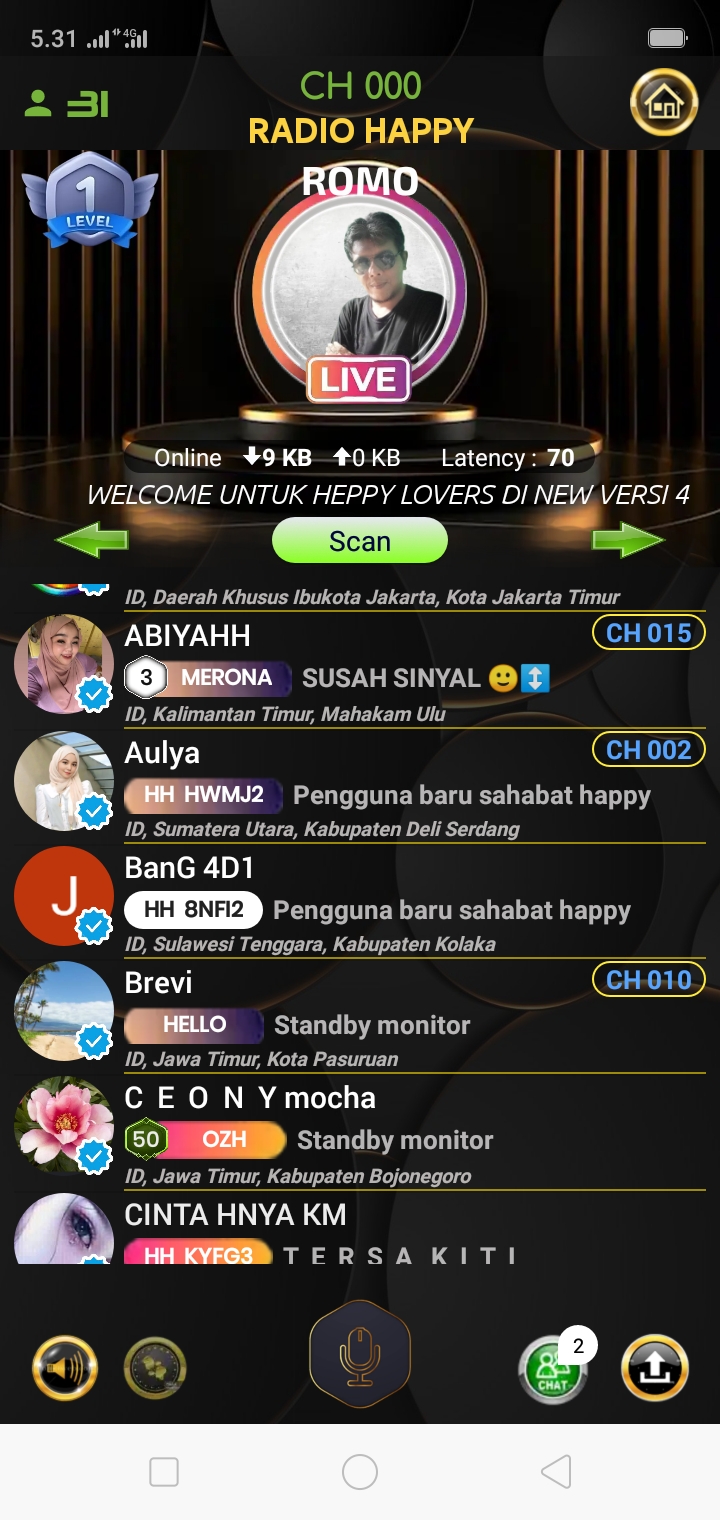 5.31 4G
31
CH 000
RADIO HAPPY
1
LEVEL
ROMO
LIVE
Online 9 KB 0 KB Latency : 70
WELCOME UNTUK HEPPY LOVERS DI NEW VERSI 4
Scan
ID, Daerah Khusus Ibukota Jakarta, Kota Jakarta Timur
ABIYAHH CH 015
3 MERONA SUSAH SINYAL 🙂↕️
ID, Kalimantan Timur, Mahakam Ulu
Aulya CH 002
HH HWMJ2 Pengguna baru sahabat happy
ID, Sumatera Utara, Kabupaten Deli Serdang
J
BanG 4D1
HH 8NFI2 Pengguna baru sahabat happy
ID, Sulawesi Tenggara, Kabupaten Kolaka
Brevi CH 010
HELLO Standby monitor
ID, Jawa Timur, Kota Pasuruan
C E O N Y mocha
50 OZH Standby monitor
ID, Jawa Timur, Kabupaten Bojonegoro
CINTA HNYA KM
HH KYFG3 T E R S A K I T I
2
CHAT